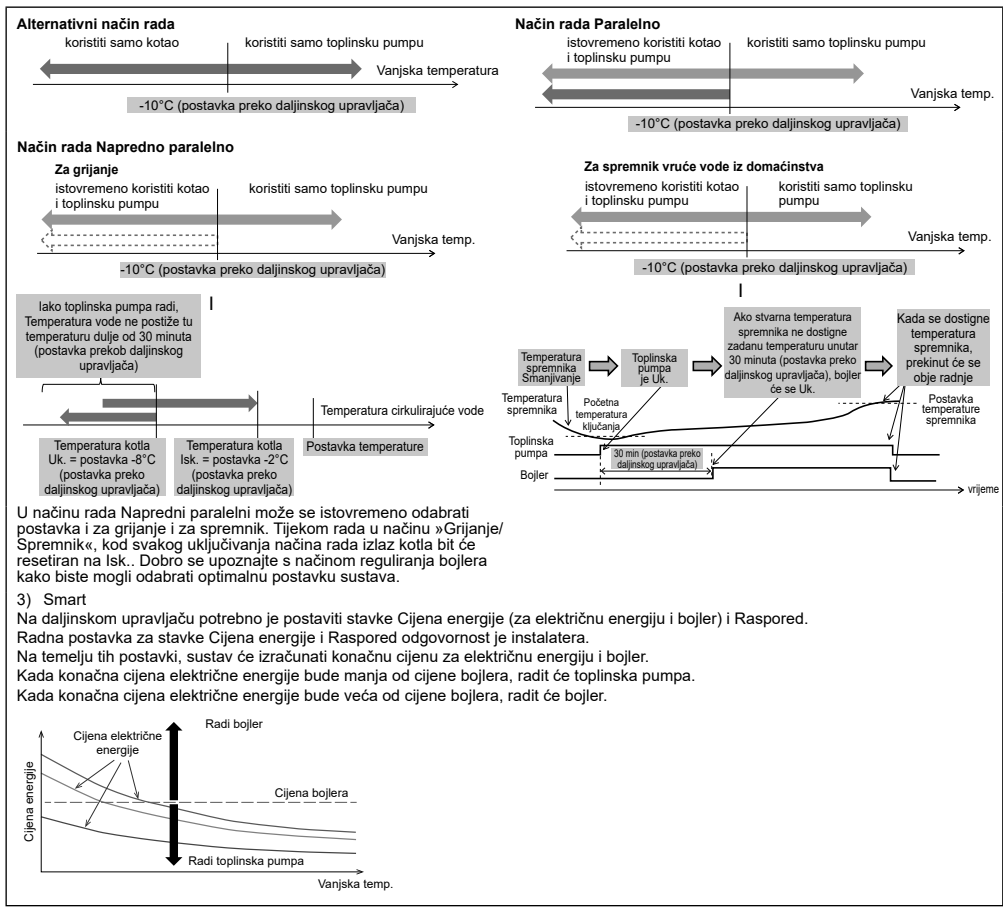 Alternativni način rada
koristiti samo kotao
koristiti samo toplinsku pumpu
Vanjska temperatura
-10°C (postavka preko daljinskog upravljača)
Način rada Paralelno
istovremeno koristiti kotao
i toplinsku pumpu
koristiti samo toplinsku pumpu
Vanjska temp.
-10°C (postavka preko daljinskog upravljača)
Način rada Napredno paralelno
Za grijanje
istovremeno koristiti kotao
i toplinsku pumpu
koristiti samo toplinsku pumpu
Vanjska temp.
-10°C (postavka preko daljinskog upravljača)
Iako toplinska pumpa radi,
Temperatura vode ne postiže tu
temperaturu dulje od 30 minuta
(postavka prekob daljinskog
upravljača)
Temperatura cirkulirajuće vode
Temperatura kotla
Uk. = postavka -8°C
(postavka preko
daljinskog upravljača)
Temperatura kotla
Isk. = postavka -2°C
(postavka preko
daljinskog upravljača)
Postavka temperature
Za spremnik vruće vode iz domaćinstva
istovremeno koristiti kotao
i toplinsku pumpu
koristiti samo toplinsku
pumpu
Vanjska temp.
-10°C (postavka preko daljinskog upravljača)
Temperatura
spremnika
Smanjivanje
Toplinska
pumpa
je Uk.
Ako stvarna temperatura
spremnika ne dostigne
zadanu temperaturu unutar
30 minuta (postavka preko
daljinskog upravljača), bojler
će se Uk.
Kada se dostigne
temperatura
spremnika,
prekinut će se
obje radnje
Temperatura
spremnika
Početna
temperatura
ključanja
Postavka
temperature
spremnika
Toplinska
pumpa
30 min (postavka preko
daljinskog upravljača)
Bojler
vrijeme
U načinu rada Napredni paralelni može se istovremeno odabrati
postavka i za grijanje i za spremnik. Tijekom rada u načinu »Grijanje/
Spremnik«, kod svakog uključivanja načina rada izlaz kotla bit će
resetiran na Isk.. Dobro se upoznajte s načinom reguliranja bojlera
kako biste mogli odabrati optimalnu postavku sustava.
3) Smart
Na daljinskom upravljaču potrebno je postaviti stavke Cijena energije (za električnu energiju i bojler) i Raspored.
Radna postavka za stavke Cijena energije i Raspored odgovornost je instalatera.
Na temelju tih postavki, sustav će izračunati konačnu cijenu za električnu energiju i bojler.
Kada konačna cijena električne energije bude manja od cijene bojlera, radit će toplinska pumpa.
Kada konačna cijena električne energije bude veća od cijene bojlera, radit će bojler.
Radi bojler
Cijena električne
energije
Cijena bojlera
Cijena energije
Radi toplinska pumpa
Vanjska temp.